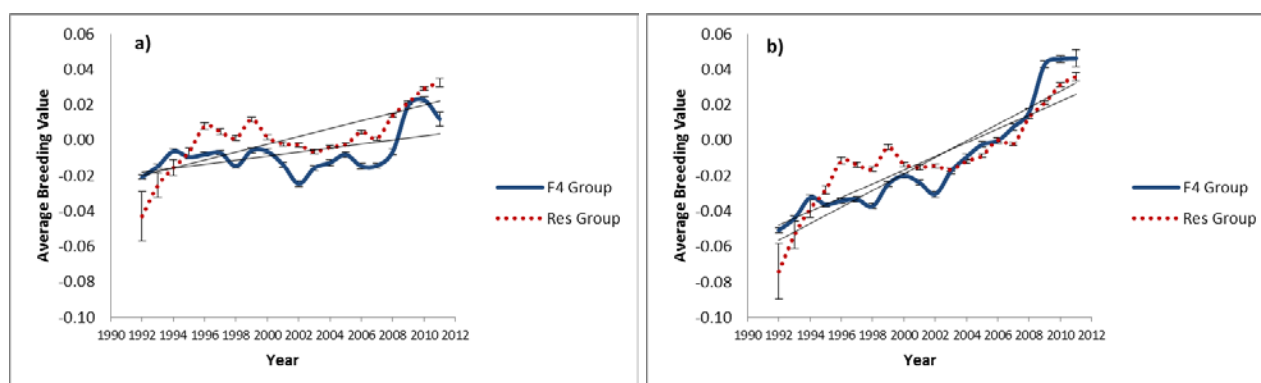 a)
Average Breeding Value
0.06
0.04
0.02
0.00
-0.02
-0.04
-0.06
-0.08
-0.10
1990 1992 1994 1996 1998 2000 2002 2004 2006 2008 2010 2012
Year
F4 Group
Res Group
b)
Average Breeding Value
0.06
0.04
0.02
0.00
-0.02
-0.04
-0.06
-0.08
-0.10
1990 1992 1994 1996 1998 2000 2002 2004 2006 2008 2010 2012
Year
F4 Group
Res Group